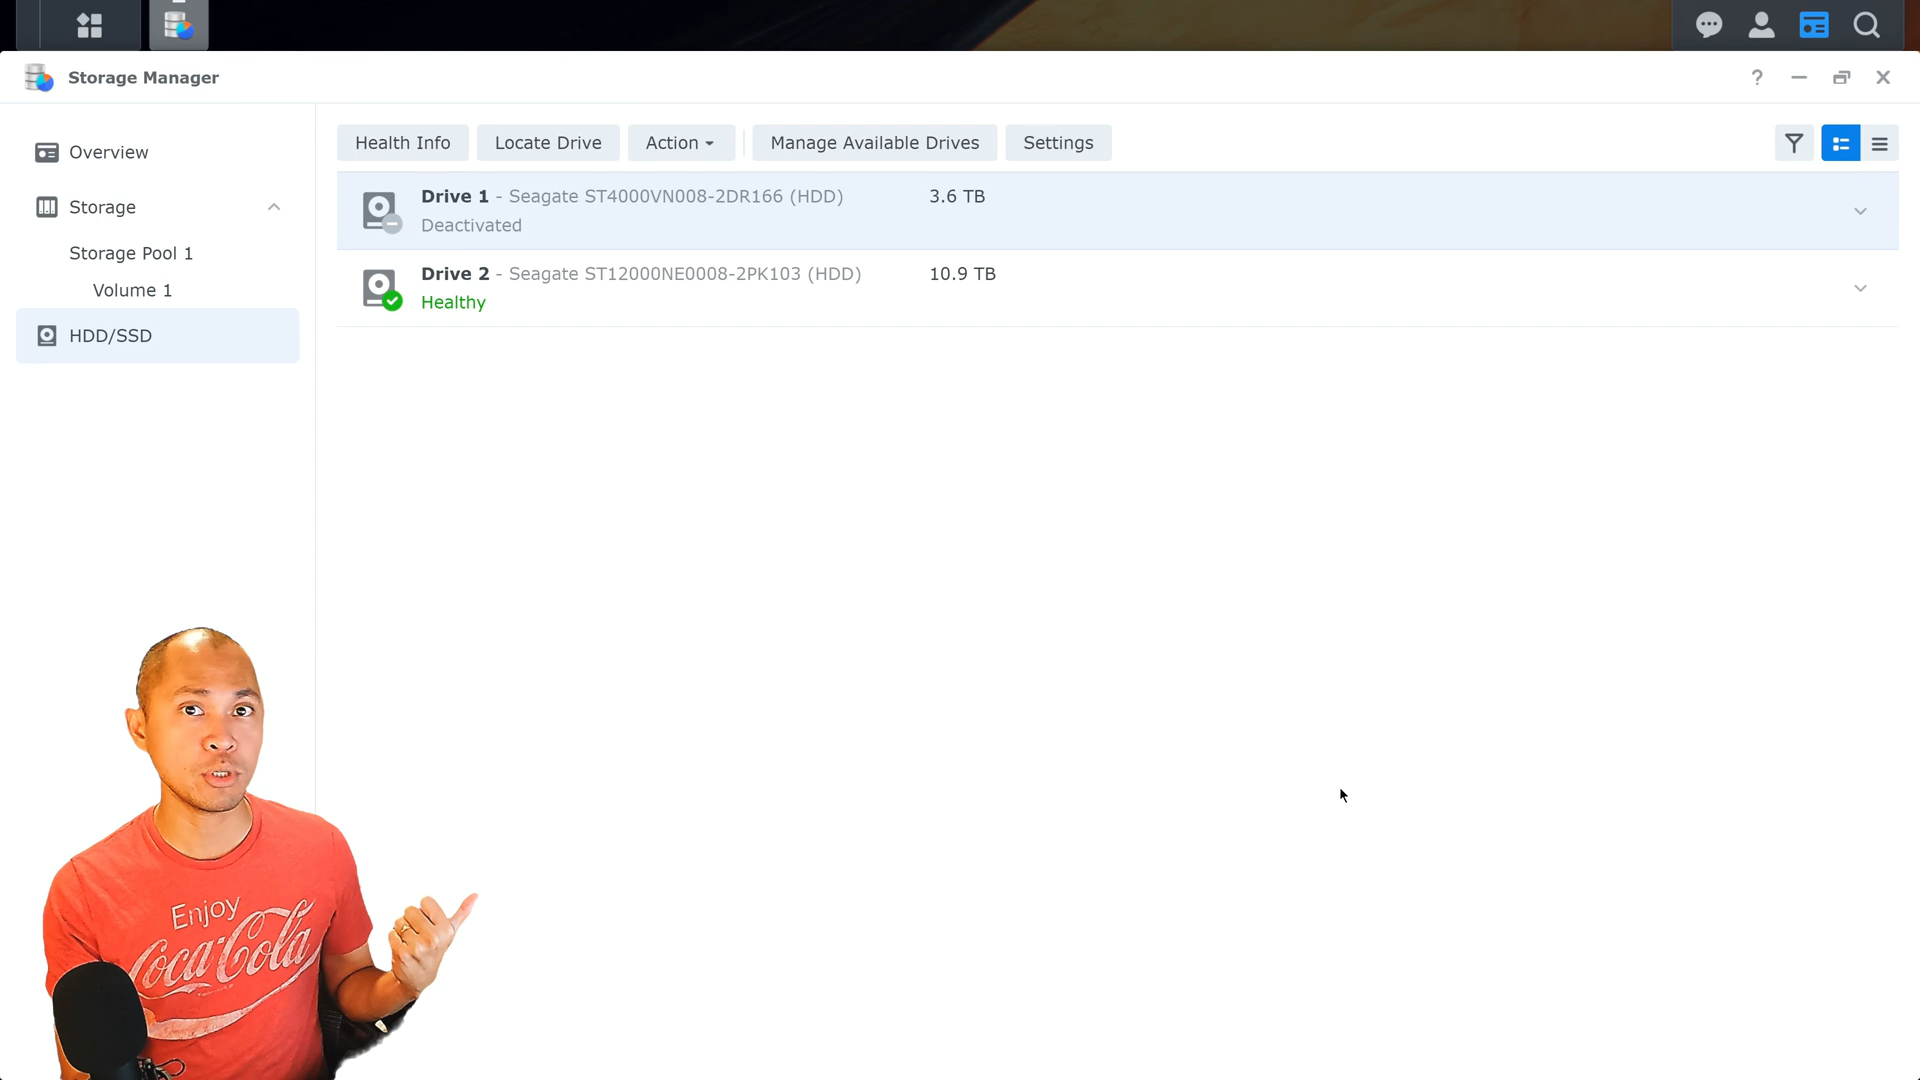 Storage Manager
?
Overview
Storage
Storage Pool 1
Volume 1
HDD/SSD
Health Info
Locate Drive
Action
Manage Available Drives
Settings
Drive 1 - Seagate ST4000VN008-2DR166 (HDD) 3.6 TB
Deactivated
Drive 2 - Seagate ST12000NE0008-2PK103 (HDD) 10.9 TB
Healthy
Enjoy
Coca-Cola